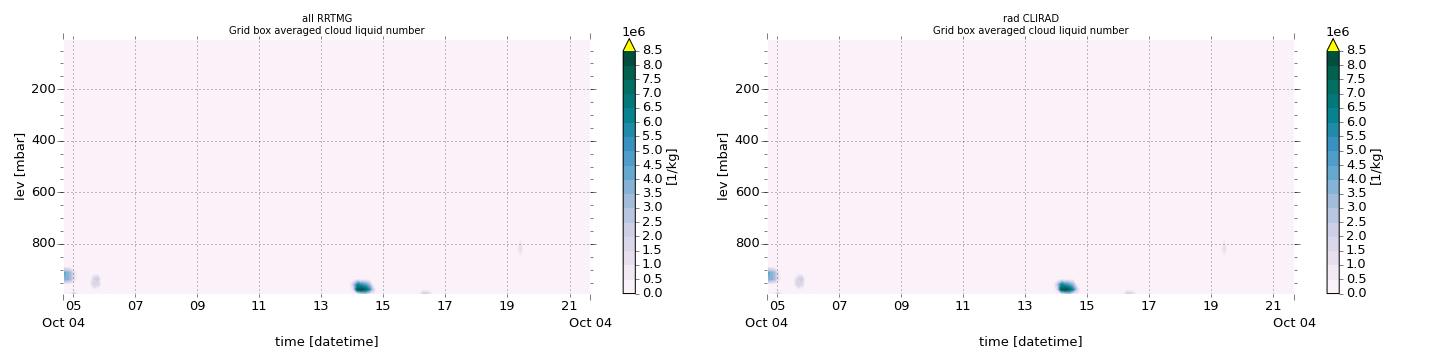 all RRTMG
Grid box averaged cloud liquid number
1e6
8.5
8.0
7.5
7.0
6.5
6.0
5.5
5.0
4.5
4.0
3.5
3.0
2.5
2.0
1.5
1.0
0.5
0.0
[1/kg]
200
400
600
800
lev [mbar]
05 07 09 11 13 15 17 19 21
Oct 04 Oct 04
time [datetime]
rad CLIRAD
Grid box averaged cloud liquid number
1e6
8.5
8.0
7.5
7.0
6.5
6.0
5.5
5.0
4.5
4.0
3.5
3.0
2.5
2.0
1.5
1.0
0.5
0.0
[1/kg]
200
400
600
800
lev [mbar]
05 07 09 11 13 15 17 19 21
Oct 04 Oct 04
time [datetime]